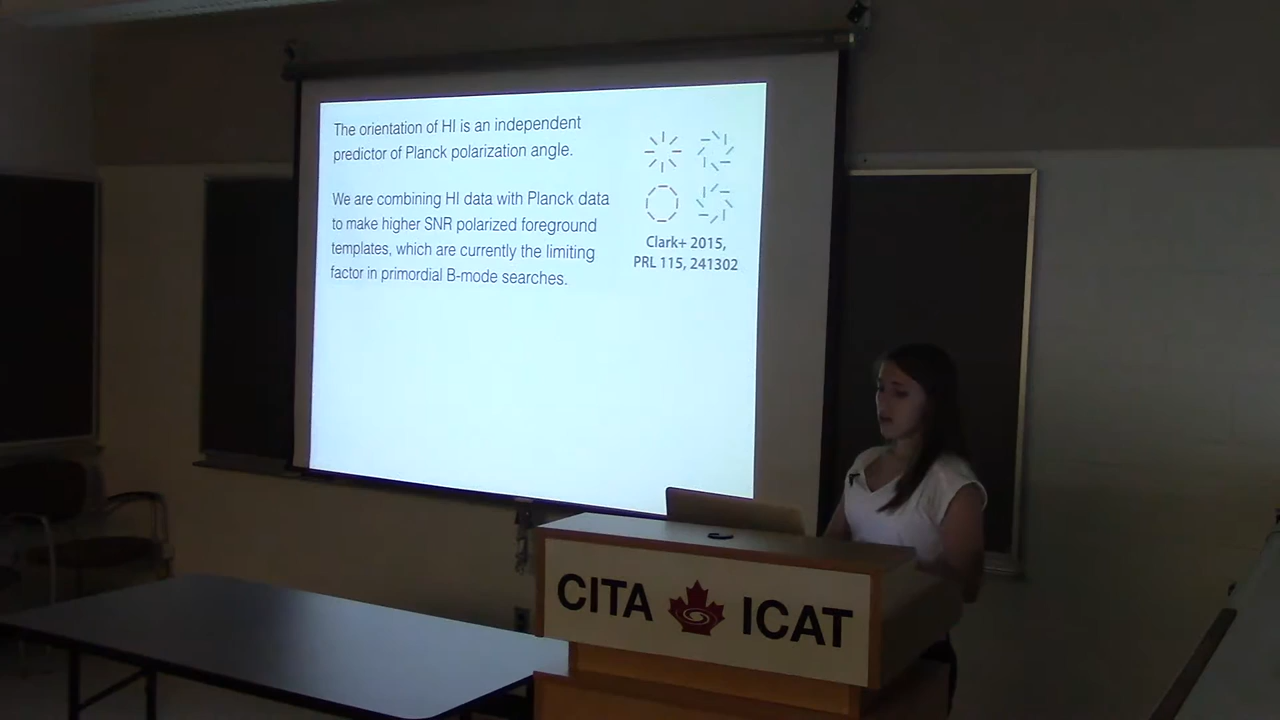 The orientation of HI is an independent
predictor of Planck polarization angle.
We are combining HI data with Planck data
to make higher SNR polarized foreground
templates, which are currently the limiting
factor in primordial B-mode searches.
Clark+ 2015,
PRL 115, 241302
CITA ICAT